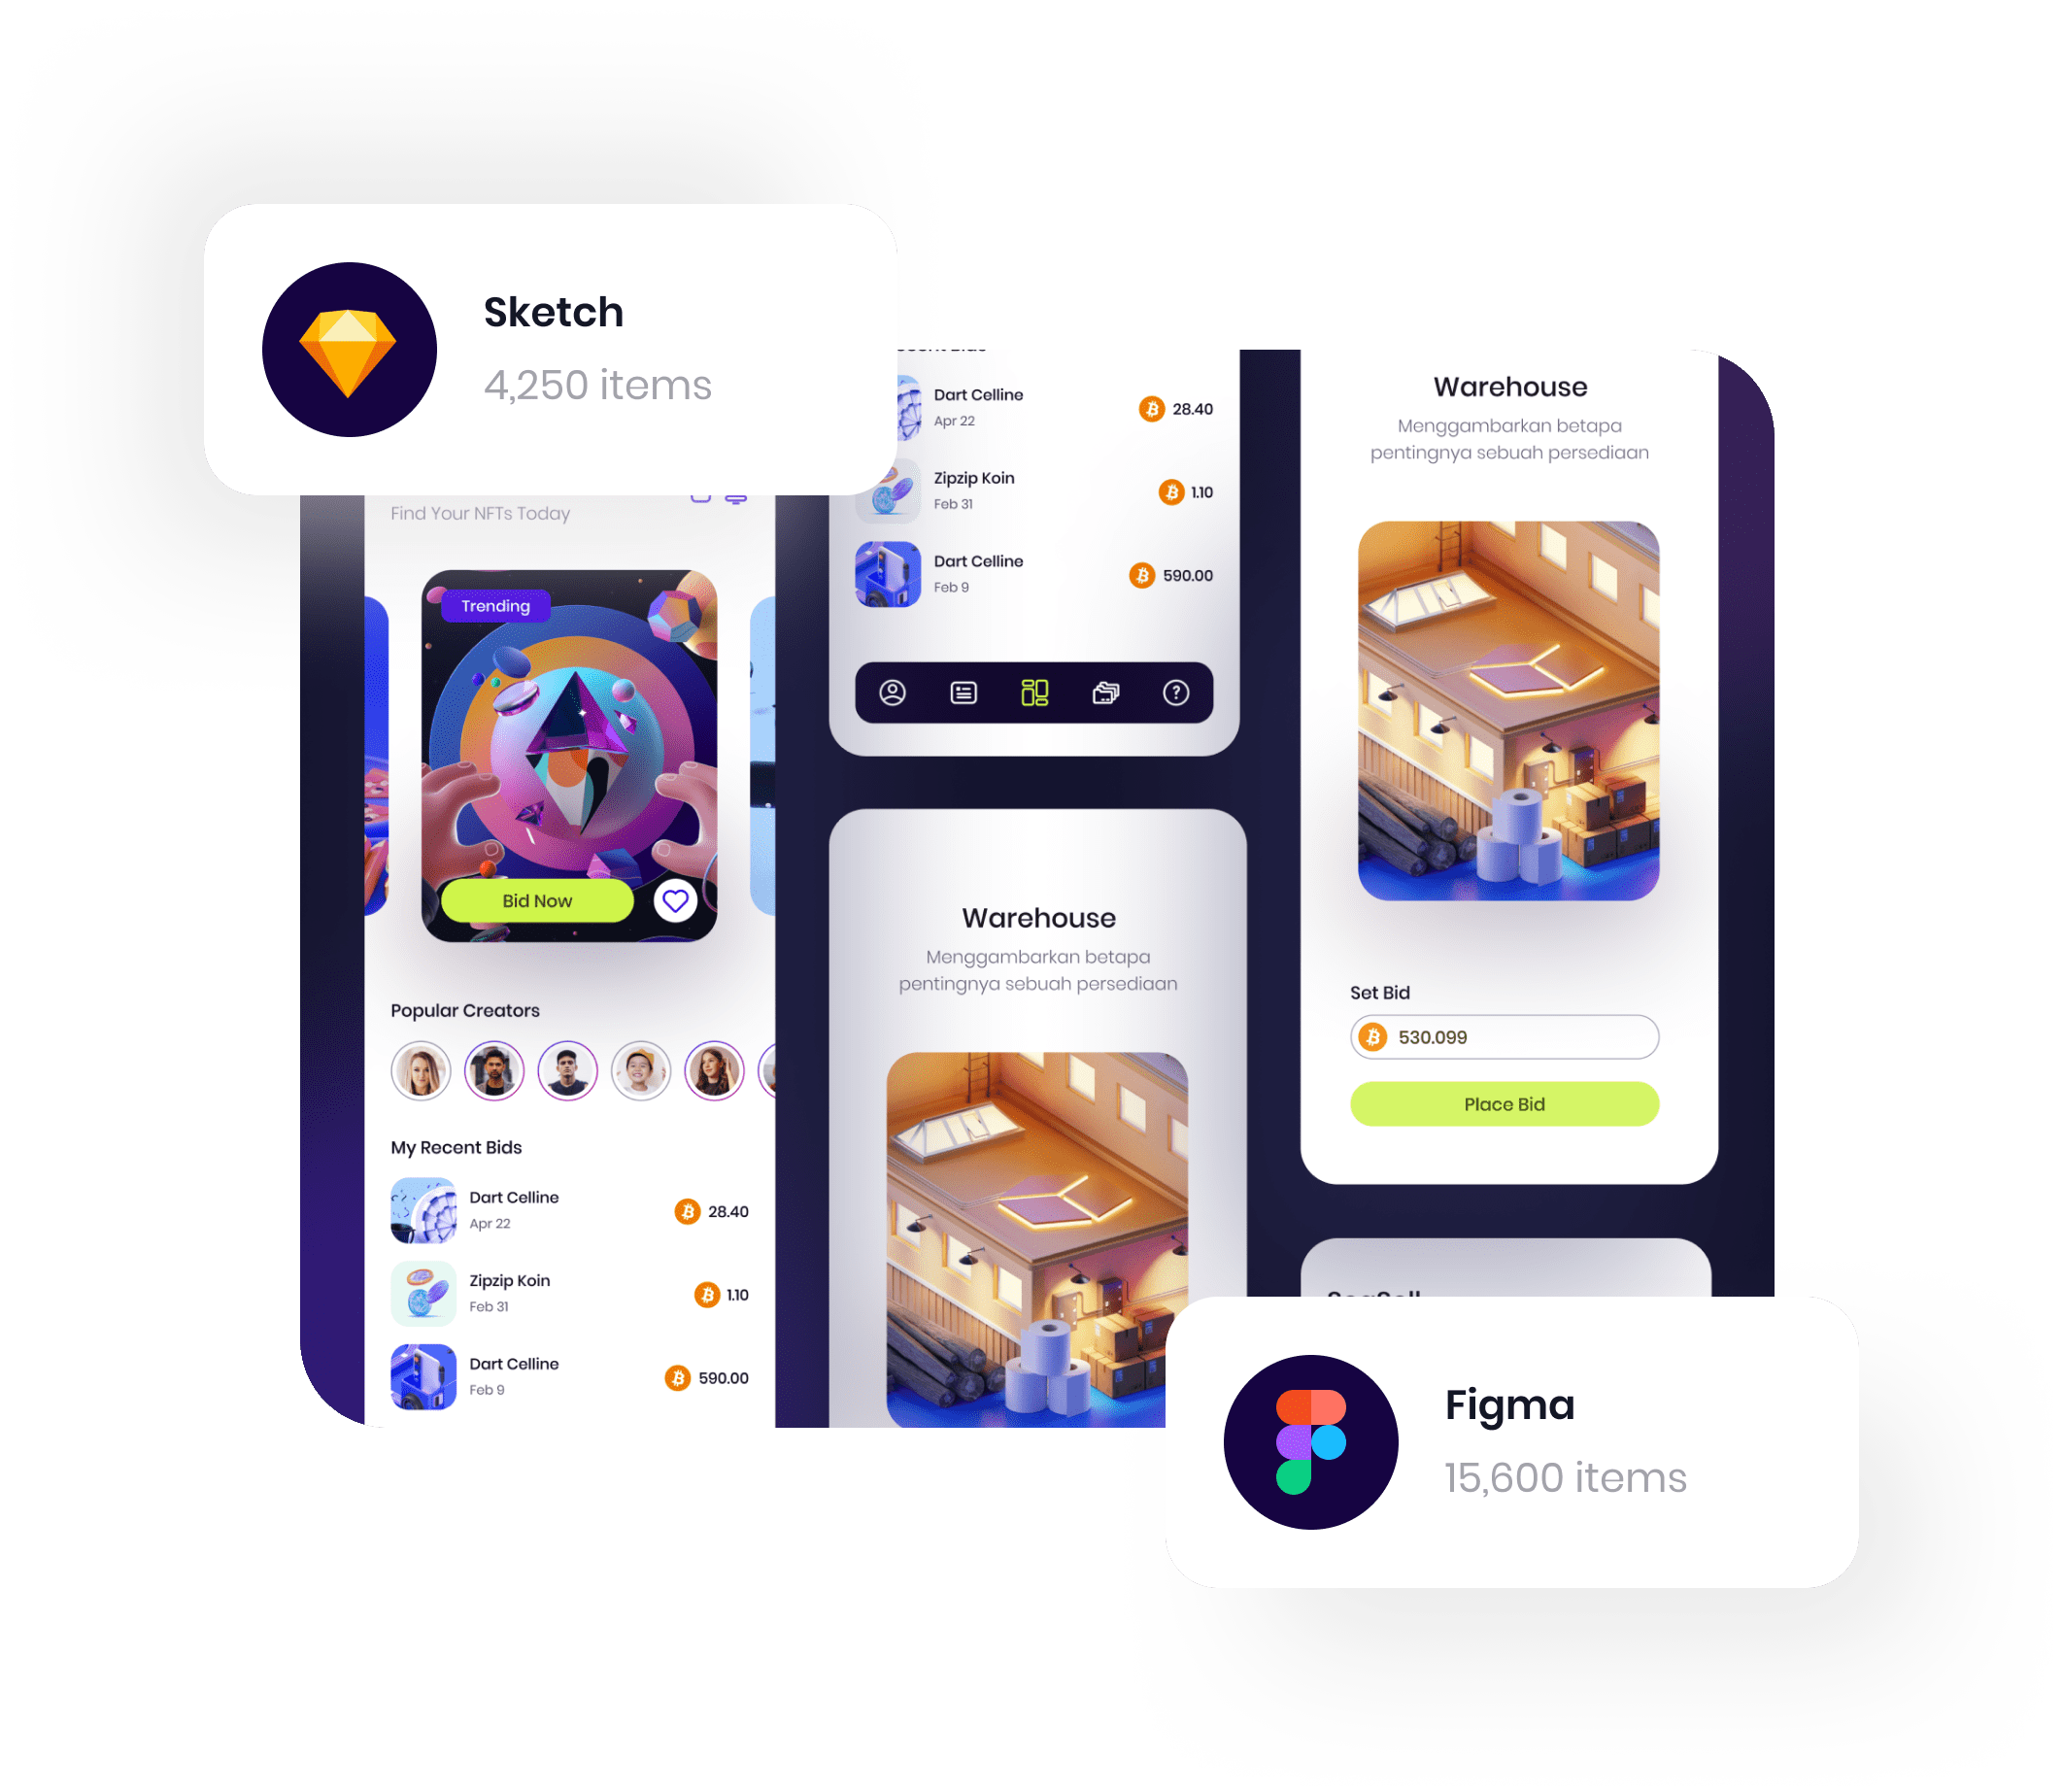 Sketch
4,250 items
Find Your NFTs Today
Trending
Bid Now
Popular Creators
My Recent Bids
Dart Celline
Apr 22
28.40
Zipzip Koin
Feb 31
1.10
Dart Celline
Feb 9
590.00
Dart Celline
Apr 22
28.40
Zipzip Koin
Feb 31
1.10
Dart Celline
Feb 9
590.00
Warehouse
Menggambarkan betapa
pentingnya sebuah persediaan
Warehouse
Menggambarkan betapa
pentingnya sebuah persediaan
Set Bid
530.099
Place Bid
Figma
15,600 items